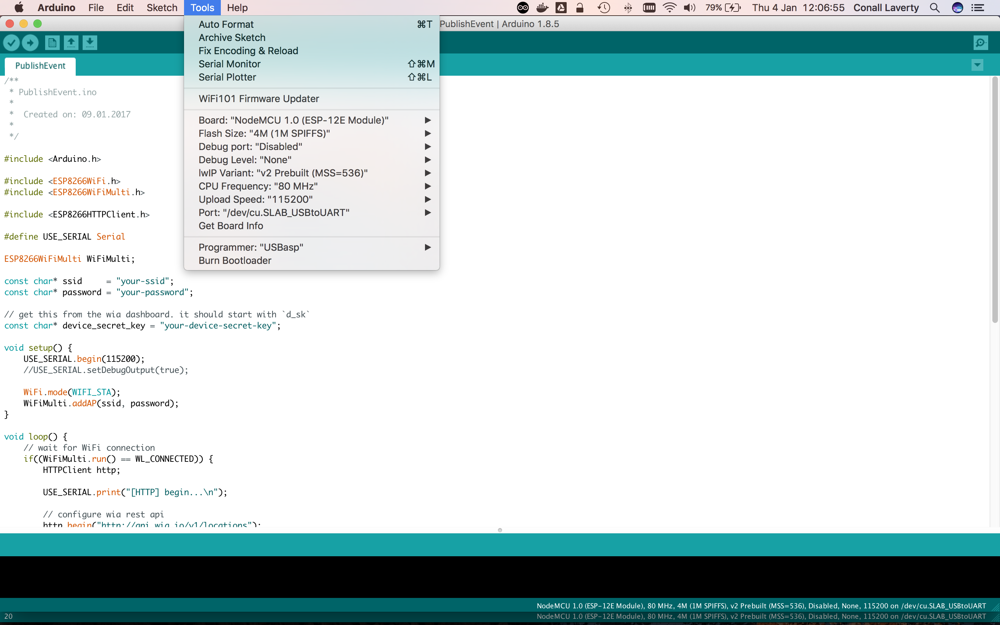 Arduino File Edit Sketch Tools Help 79% Thu 4 Jan 12:06:55 Conall Laverty
PublishEvent | Arduino 1.8.5
Auto Format ⌘T
Archive Sketch
Fix Encoding & Reload
Serial Monitor ⇧⌘M
Serial Plotter ⇧⌘L
WiFi101 Firmware Updater
Board: "NodeMCU 1.0 (ESP-12E Module)"
Flash Size: "4M (1M SPIFFS)"
Debug port: "Disabled"
Debug Level: "None"
lwIP Variant: "v2 Prebuilt (MSS=536)"
CPU Frequency: "80 MHz"
Upload Speed: "115200"
Port: "/dev/cu.SLAB_USBtoUART"
Get Board Info
Programmer: "USBasp"
Burn Bootloader
PublishEvent
/**
 * PublishEvent.ino
 *
 *  Created on: 09.01.2017
 *
 */
#include <Arduino.h>
#include <ESP8266WiFi.h>
#include <ESP8266WiFiMulti.h>
#include <ESP8266HTTPClient.h>
#define USE_SERIAL Serial
ESP8266WiFiMulti WiFiMulti;
const char* ssid     = "your-ssid";
const char* password = "your-password";
// get this from the wia dashboard. it should start with `d_sk`
const char* device_secret_key = "your-device-secret-key";
void setup() {
    USE_SERIAL.begin(115200);
    //USE_SERIAL.setDebugOutput(true);
    WiFi.mode(WIFI_STA);
    WiFiMulti.addAP(ssid, password);
}
void loop() {
    // wait for WiFi connection
    if((WiFiMulti.run() == WL_CONNECTED)) {
        HTTPClient http;
        USE_SERIAL.print("[HTTP] begin...\n");
        // configure wia rest api
        http.begin("http://api.wia.io/v1/locations");
NodeMCU 1.0 (ESP-12E Module), 80 MHz, 4M (1M SPIFFS), v2 Prebuilt (MSS=536), Disabled, None, 115200 on /dev/cu.SLAB_USBtoUART
20 NodeMCU 1.0 (ESP-12E Module), 80 MHz, 4M (1M SPIFFS), v2 Prebuilt (MSS=536), Disabled, None, 115200 on /dev/cu.SLAB_USBtoUART